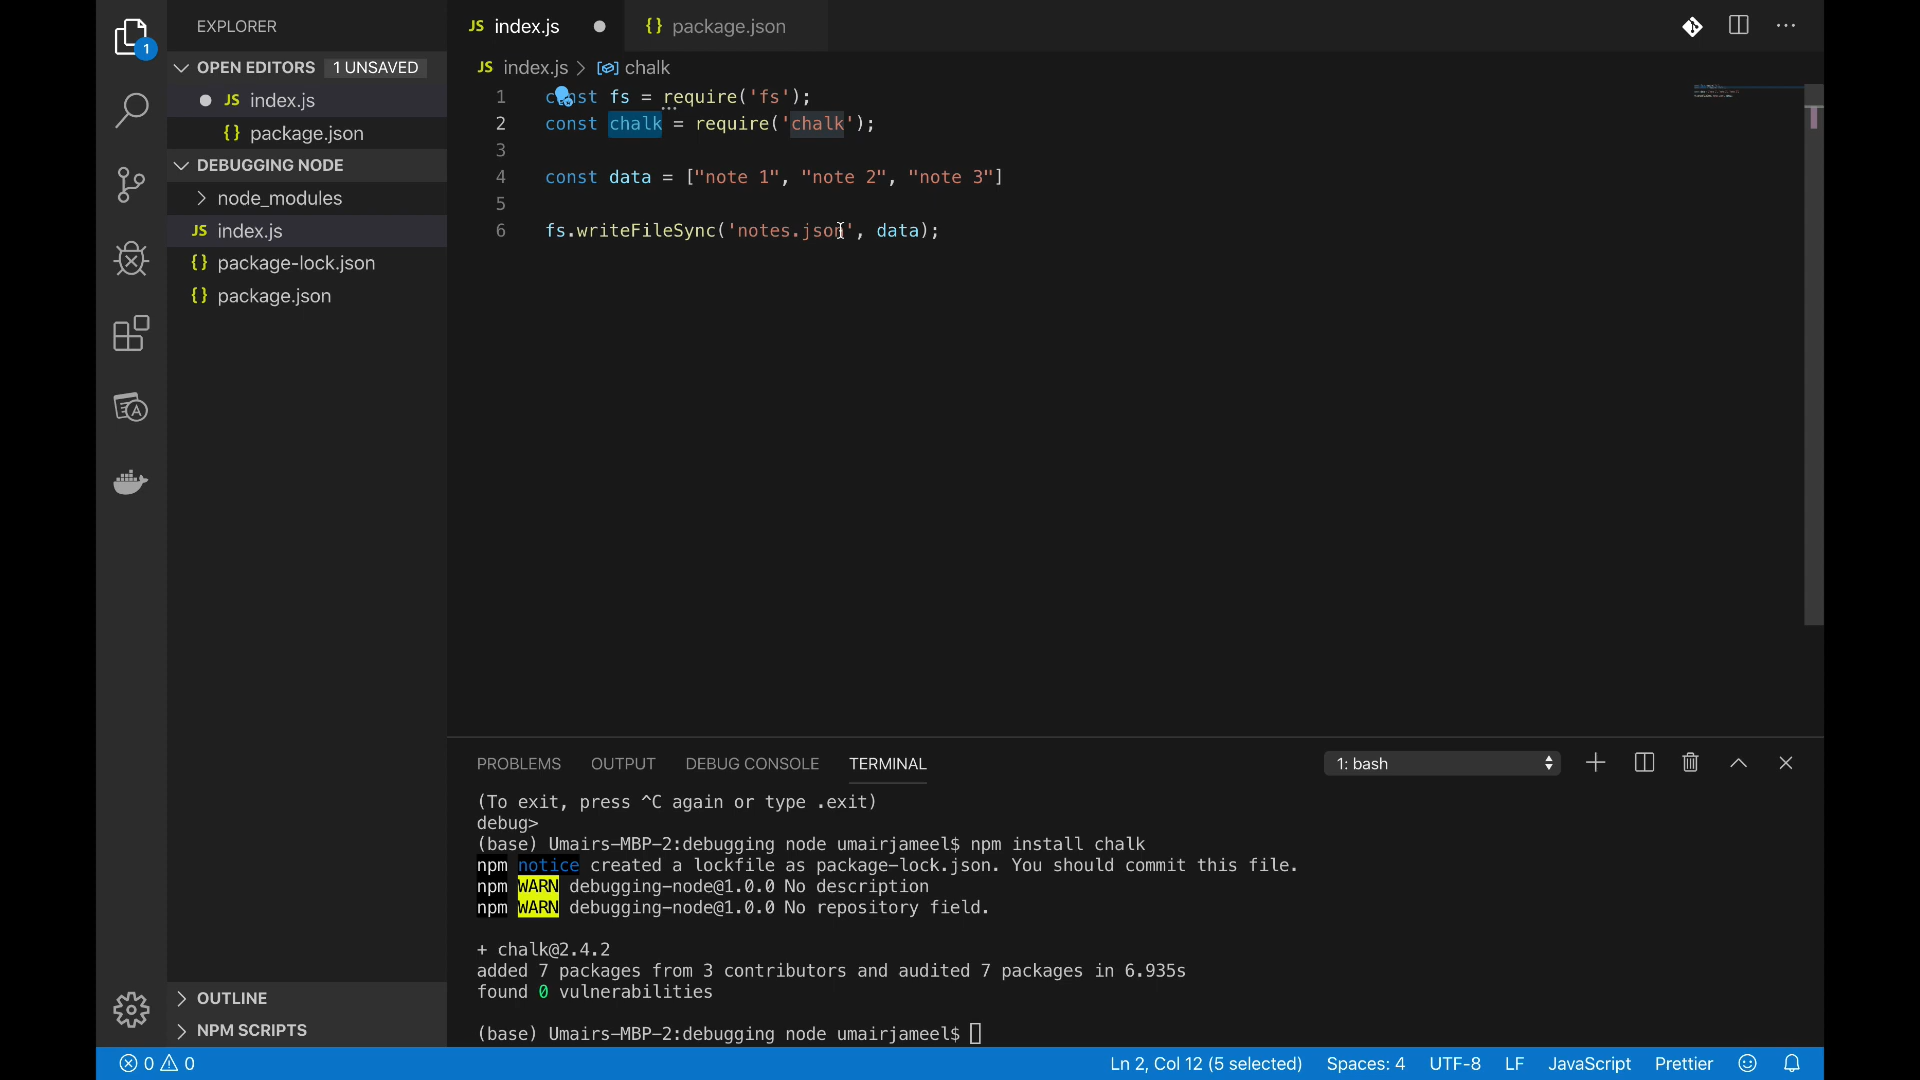 EXPLORER
OPEN EDITORS 1 UNSAVED
JS index.js
{} package.json
DEBUGGING NODE
node_modules
JS index.js
{} package-lock.json
{} package.json
OUTLINE
NPM SCRIPTS
1
JS index.js
{} package.json
JS index.js > chalk
1 const fs = require('fs');
2 const chalk = require('chalk');
3
4 const data = ["note 1", "note 2", "note 3"]
5
6 fs.writeFileSync('notes.json', data);
PROBLEMS OUTPUT DEBUG CONSOLE TERMINAL 1: bash
(To exit, press ^C again or type .exit)
debug>
(base) Umairs-MBP-2:debugging node umairjameel$ npm install chalk
npm notice created a lockfile as package-lock.json. You should commit this file.
npm WARN debugging-node@1.0.0 No description
npm WARN debugging-node@1.0.0 No repository field.
+ chalk@2.4.2
added 7 packages from 3 contributors and audited 7 packages in 6.935s
found 0 vulnerabilities
(base) Umairs-MBP-2:debugging node umairjameel$
0 0 Ln 2, Col 12 (5 selected) Spaces: 4 UTF-8 LF JavaScript Prettier